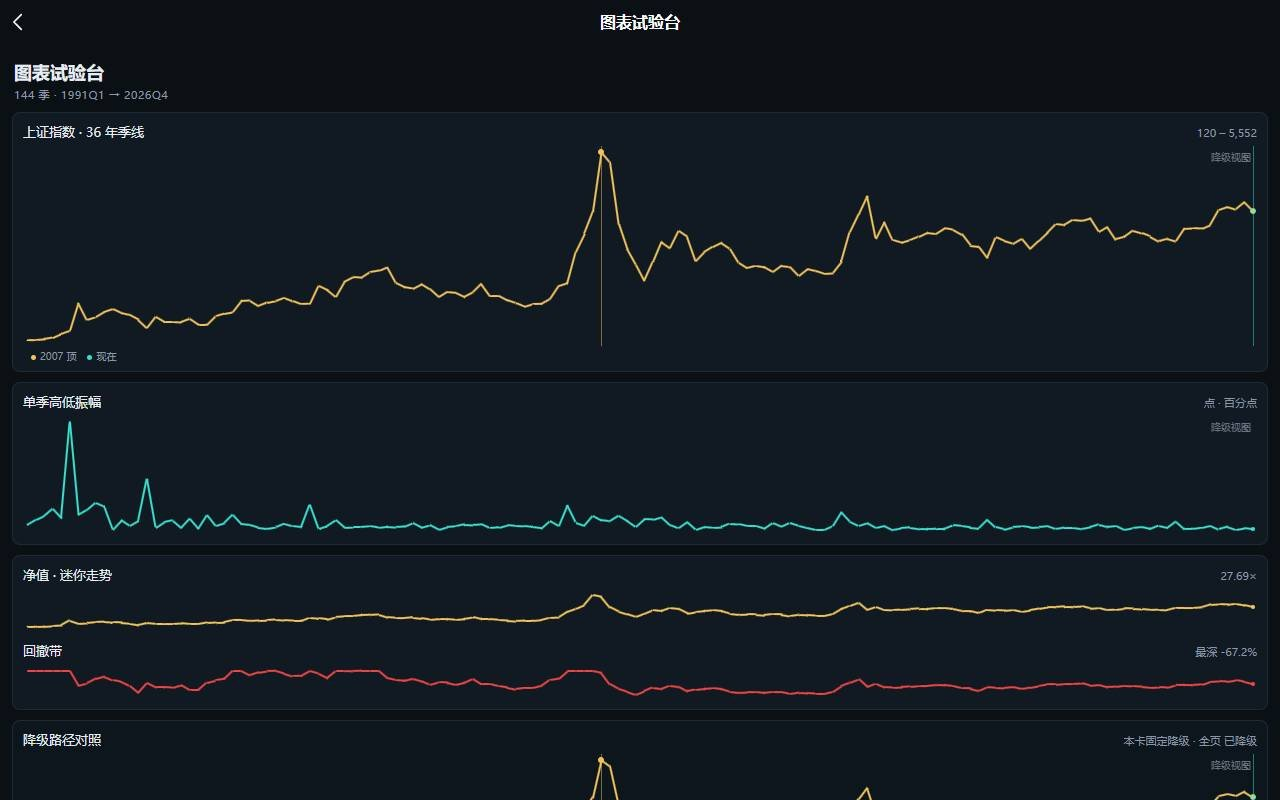 图表试验台
图表试验台
144 季 · 1991Q1 → 2026Q4
上证指数 · 36 年季线
120 – 5,552
降级视图
2007 顶 现在
单季高低振幅
点 · 百分点
降级视图
净值 · 迷你走势
27.69×
回撤带
最深 -67.2%
降级路径对照
本卡固定降级 · 全页 已降级
降级视图